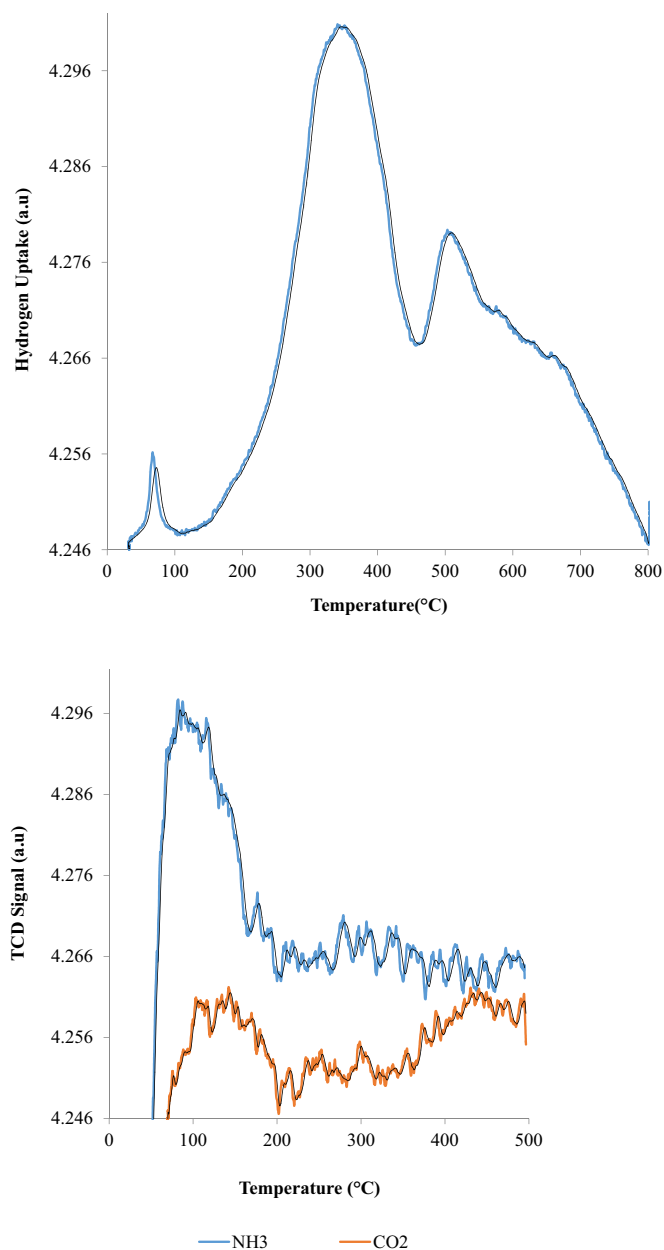 Hydrogen Uptake (a.u)
4.296
4.286
4.276
4.266
4.256
4.246
0 100 200 300 400 500 600 700 800
Temperature(°C)
TCD Signal (a.u)
4.296
4.286
4.276
4.266
4.256
4.246
0 100 200 300 400 500
Temperature (°C)
NH3 CO2